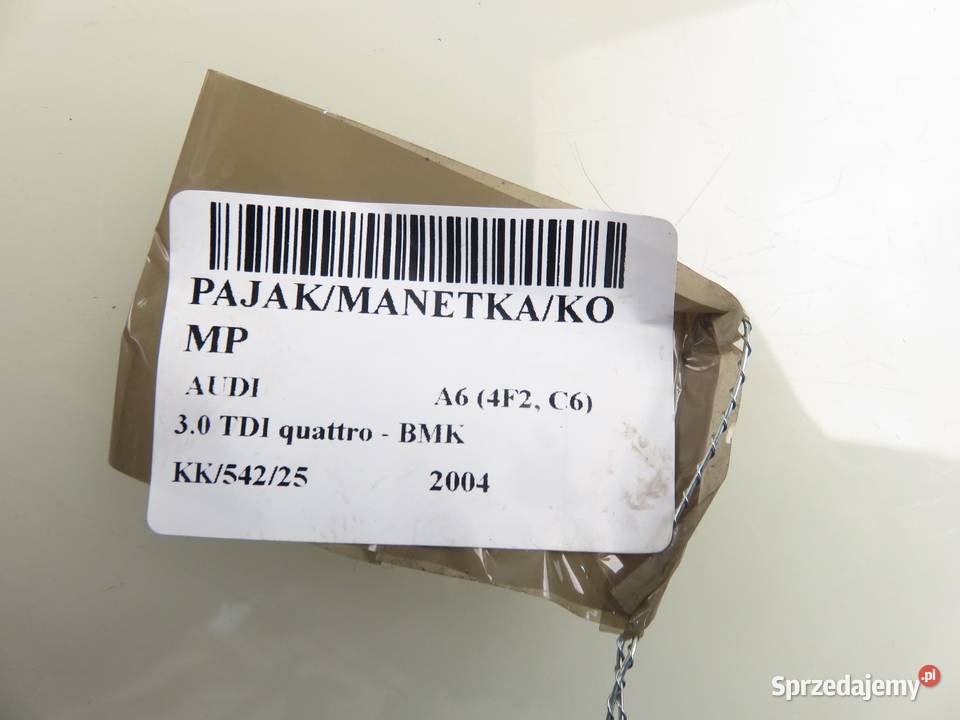 PAJAK/MANETKA/KO
MP
AUDI A6 (4F2, C6)
3.0 TDI quattro - BMK
KK/542/25 2004
Sprzedajemy.pl